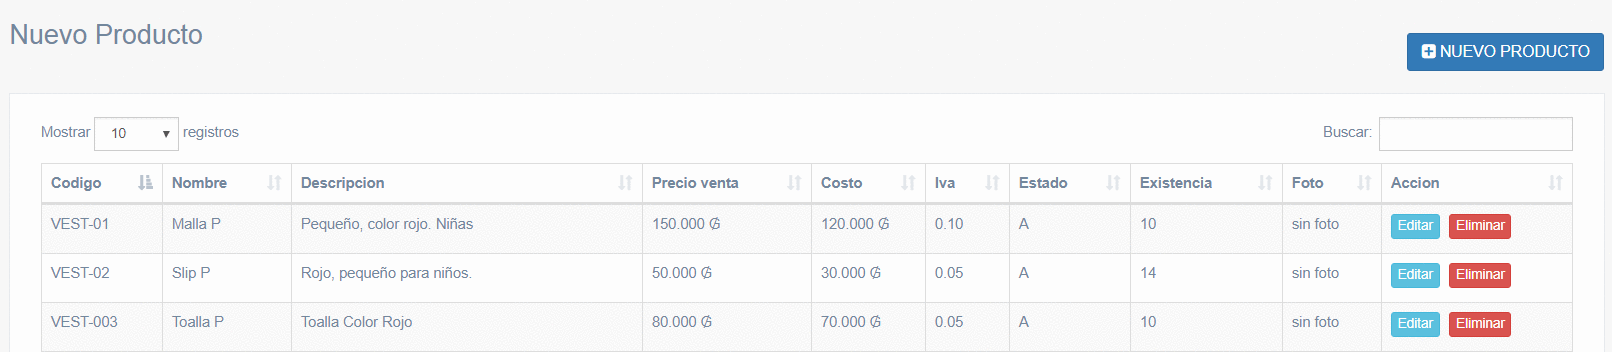 Nuevo Producto
NUEVO PRODUCTO
Mostrar 10 registros Buscar:
Codigo Nombre Descripcion Precio venta Costo Iva Estado Existencia Foto Accion
VEST-01 Malla P Pequeño, color rojo. Niñas 150.000 ₲ 120.000 ₲ 0.10 A 10 sin foto Editar Eliminar
VEST-02 Slip P Rojo, pequeño para niños. 50.000 ₲ 30.000 ₲ 0.05 A 14 sin foto Editar Eliminar
VEST-003 Toalla P Toalla Color Rojo 80.000 ₲ 70.000 ₲ 0.05 A 10 sin foto Editar Eliminar